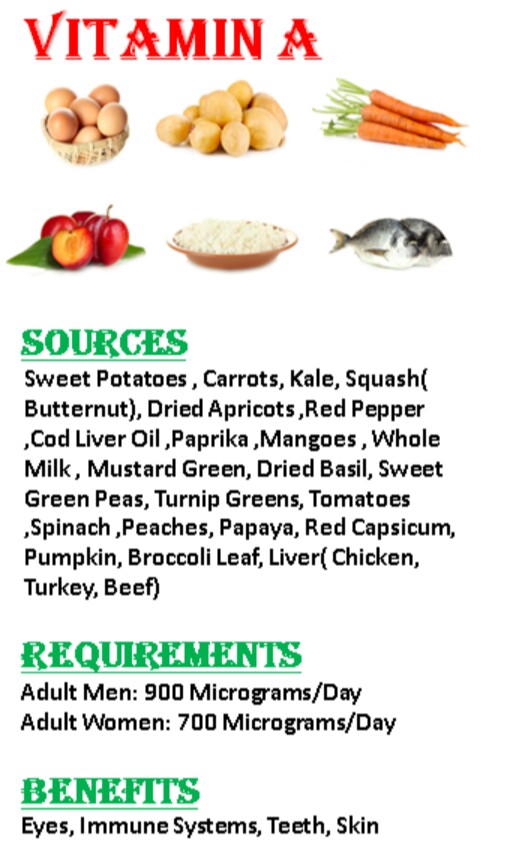 VITAMIN A
SOURCES
Sweet Potatoes , Carrots, Kale, Squash(
Butternut), Dried Apricots ,Red Pepper
,Cod Liver Oil ,Paprika ,Mangoes , Whole
Milk , Mustard Green, Dried Basil, Sweet
Green Peas, Turnip Greens, Tomatoes
,Spinach ,Peaches, Papaya, Red Capsicum,
Pumpkin, Broccoli Leaf, Liver( Chicken,
Turkey, Beef)
REQUIREMENTS
Adult Men: 900 Micrograms/Day
Adult Women: 700 Micrograms/Day
BENEFITS
Eyes, Immune Systems, Teeth, Skin